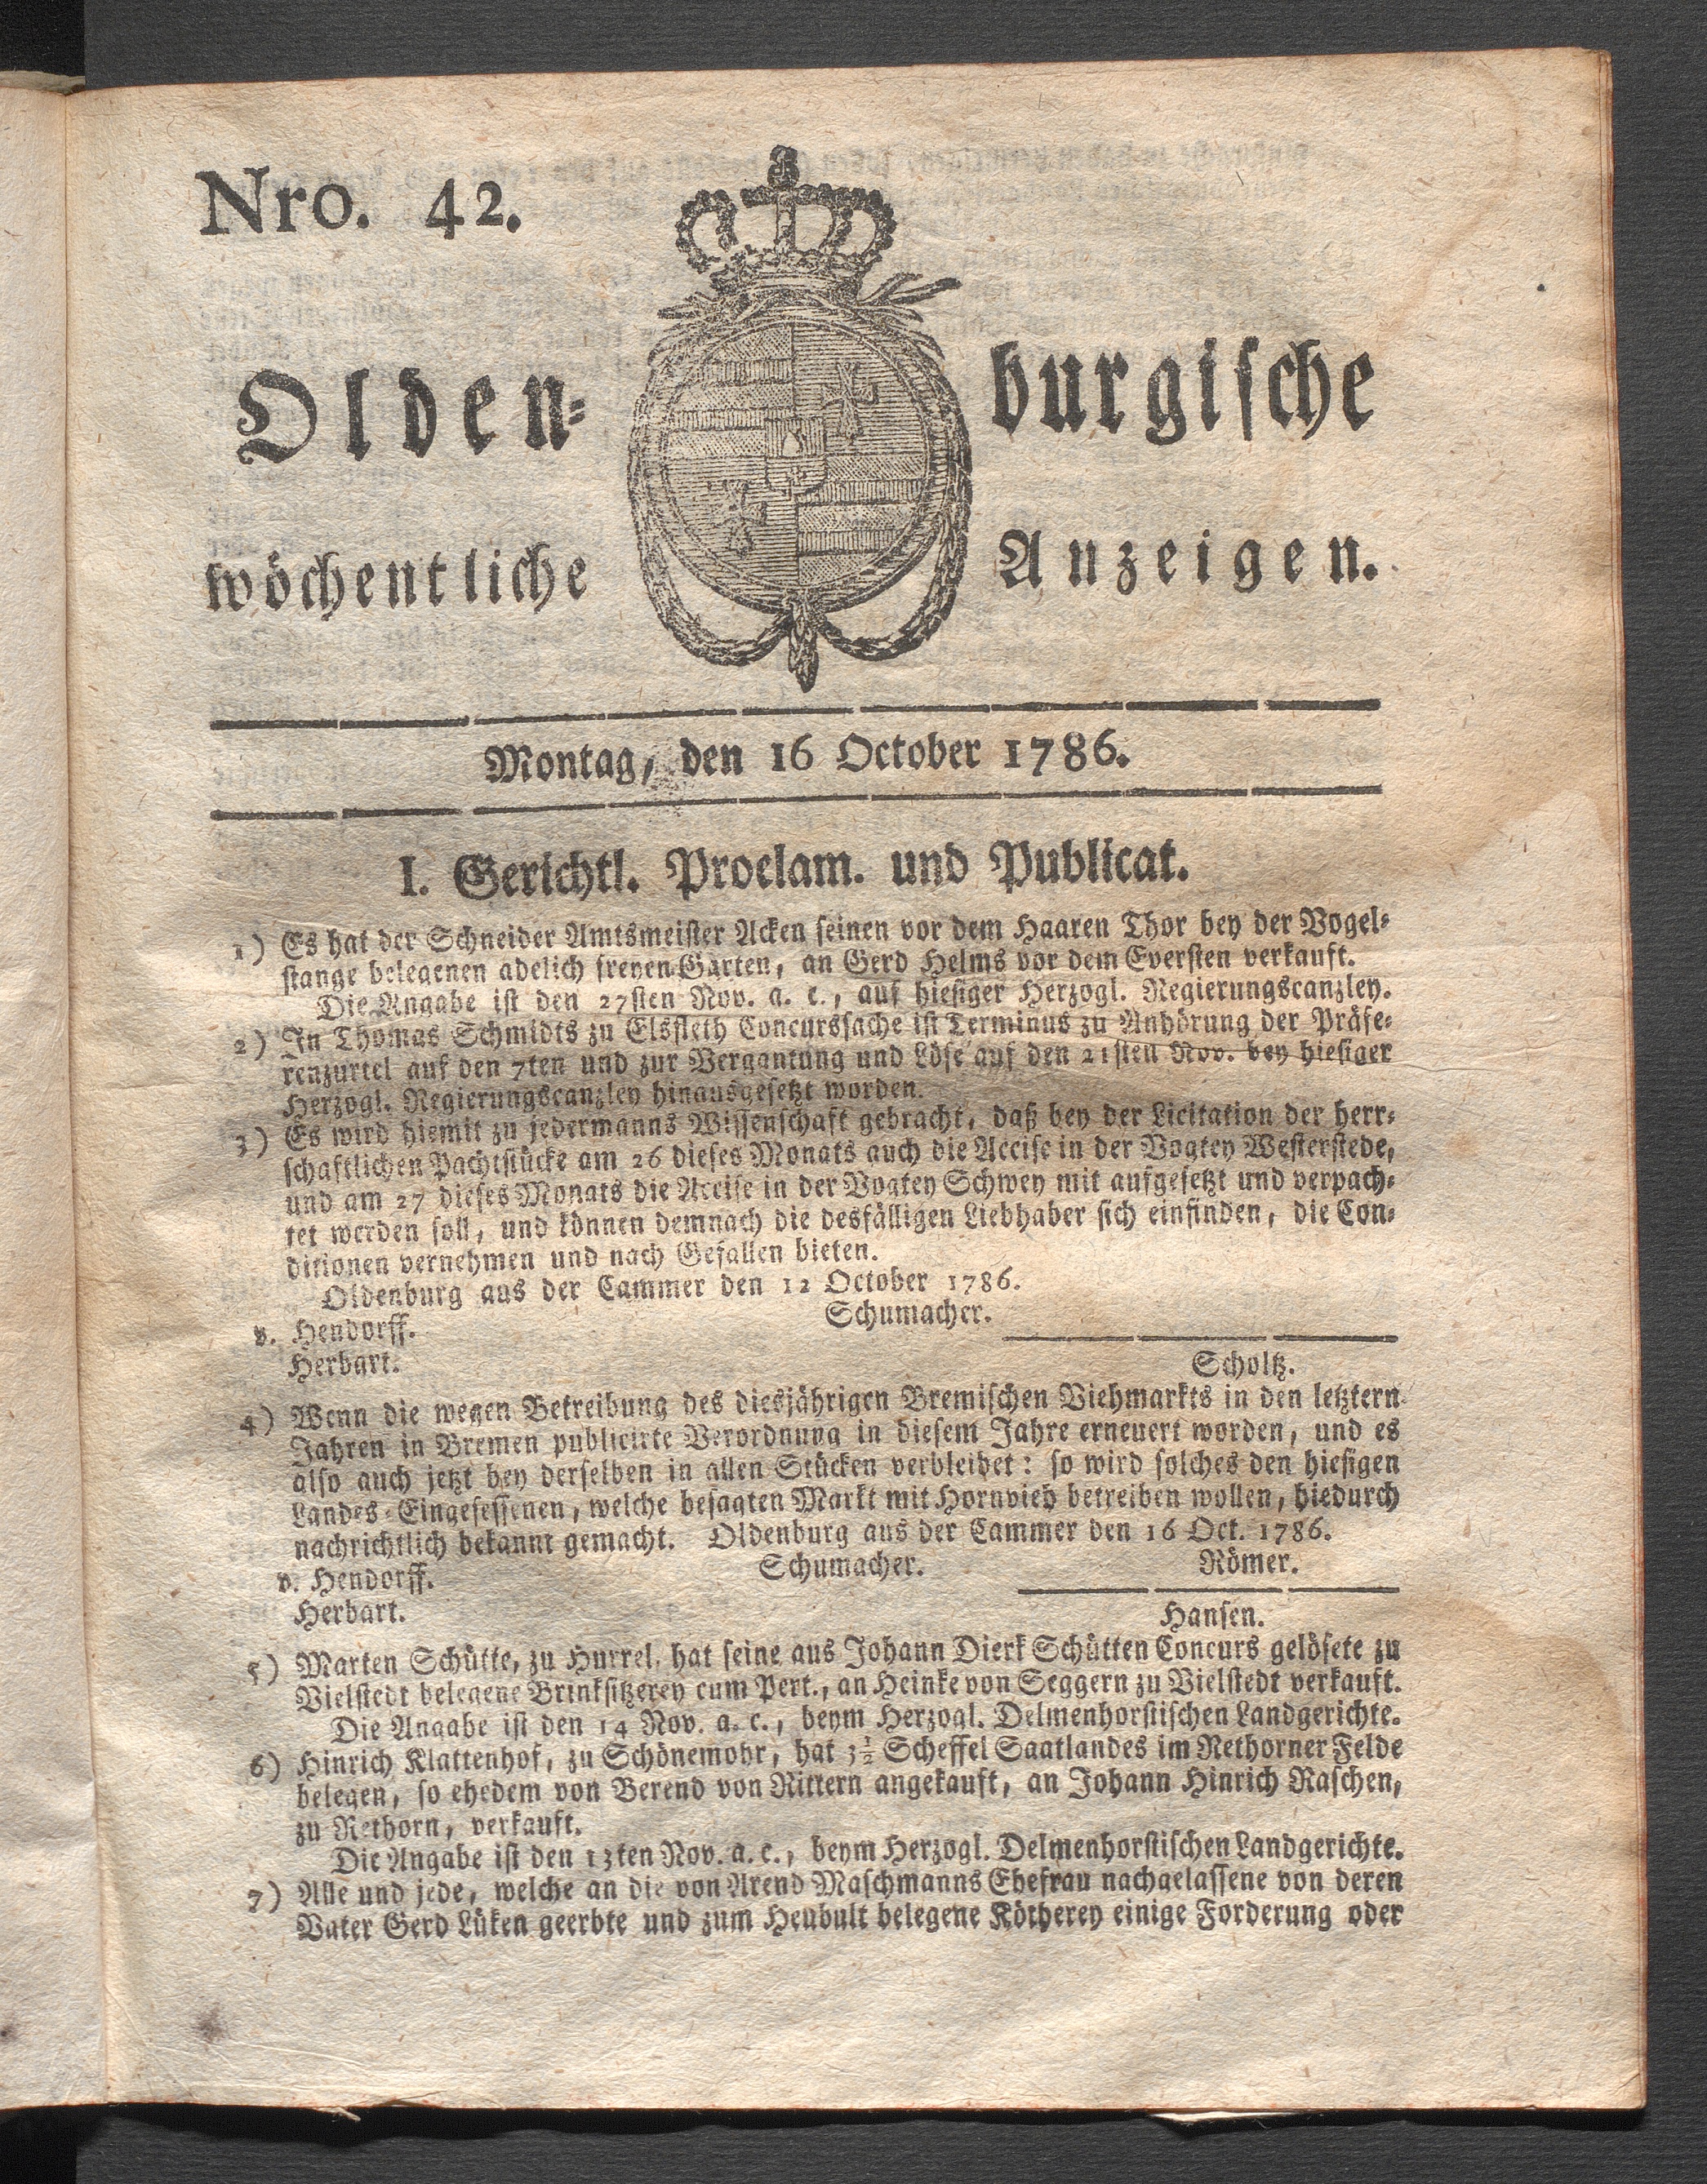 Nro. 42.
Olden- burgische
wöchentliche Anzeigen.
Montag, den 16 October 1786.
I. Gerichtl. Proclam. und Publicat.
1) Es hat der Schneider Amtsmeister Acken seinen vor dem Haaren Thor bey der Vogel-
stange belegenen adelich freyen Garten, an Gerd Helms vor dem Eversten verkauft.
Die Angabe ist den 27sten Nov. a. c., auf hiesiger Herzogl. Regierungscanzley.
2) In Thomas Schmidts zu Elsfleth Concurssache ist Terminus zu Anhörung der Präfe-
renzurtel auf den 7ten und zur Vergantung und Löse auf den 21sten Nov. bey hiesiger
Herzogl. Regierungscanzley hinausgesetzt worden.
3) Es wird hiemit zu jedermanns Wissenschaft gebracht, daß bey der Licitation der herr-
schaftlichen Pachtstücke am 26 dieses Monats auch die Accise in der Vogtey Westerstede,
und am 27 dieses Monats die Accise in der Vogtey Schwey mit aufgesetzt und verpach-
tet werden soll, und können demnach die desfälligen Liebhaber sich einfinden, die Con-
ditionen vernehmen und nach Gefallen bieten.
Oldenburg aus der Cammer den 12 October 1786.
v. Hendorff. Schumacher.
Herbart. Scholtz.
4) Wenn die wegen Betreibung des diesjährigen Bremischen Viehmarkts in den letztern
Jahren in Bremen publicirte Verordnung in diesem Jahre erneuert worden, und es
also auch jetzt bey derselben in allen Stücken verbleibet: so wird solches den hiesigen
Landes-Eingesessenen, welche besagten Markt mit Hornvieh betreiben wollen, hiedurch
nachrichtlich bekannt gemacht. Oldenburg aus der Cammer den 16 Oct. 1786.
v. Hendorff. Schumacher. Römer.
Herbart. Hansen.
5) Marten Schütte, zu Hurrel, hat seine aus Johann Dierk Schütten Concurs gelösete zu
Vielstedt belegene Brinksitzerey cum Pert., an Heinke von Seggern zu Vielstedt verkauft.
Die Angabe ist den 14 Nov. a. c., beym Herzogl. Delmenhorstischen Landgerichte.
6) Hinrich Klattenhof, zu Schönemohr, hat 3½ Scheffel Saatlandes im Rethorner Felde
belegen, so ehedem von Berend von Rittern angekauft, an Johann Hinrich Raschen,
zu Rethorn, verkauft.
Die Angabe ist den 13ten Nov. a. c., beym Herzogl. Delmenhorstischen Landgerichte.
7) Alle und jede, welche an die von Arend Maschmanns Ehefrau nachgelassene von deren
Vater Gerd Lüken geerbte und zum Heubult belegene Kötherey einige Forderung oder